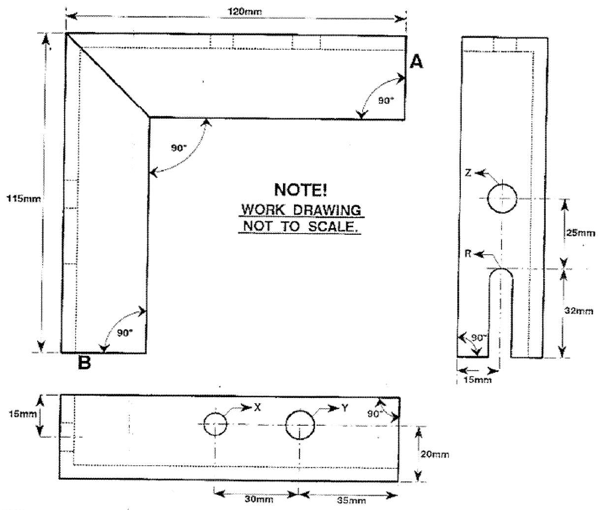 120mm
A
90°
90°
115mm
NOTE!
WORK DRAWING
NOT TO SCALE.
Z
25mm
R
32mm
90°
90°
15mm
B
15mm
X
Y
90°
20mm
30mm
35mm